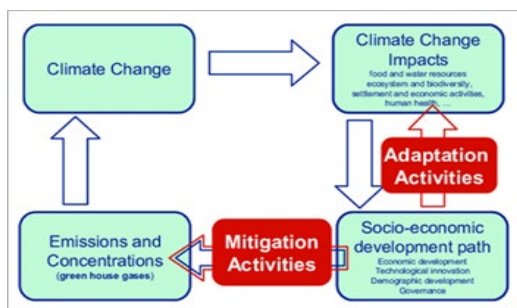 Climate Change
Climate Change
Impacts
food and water resources
ecosystem and biodiversity,
settlement and economic activities,
human health, ...
Adaptation
Activities
Emissions and
Concentrations
(green house gases)
Mitigation
Activities
Socio-economic
development path
Economic development
Technological innovation
Demographic development
Governance